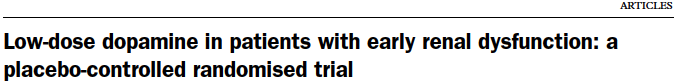 ARTICLES
Low-dose dopamine in patients with early renal dysfunction: a
placebo-controlled randomised trial